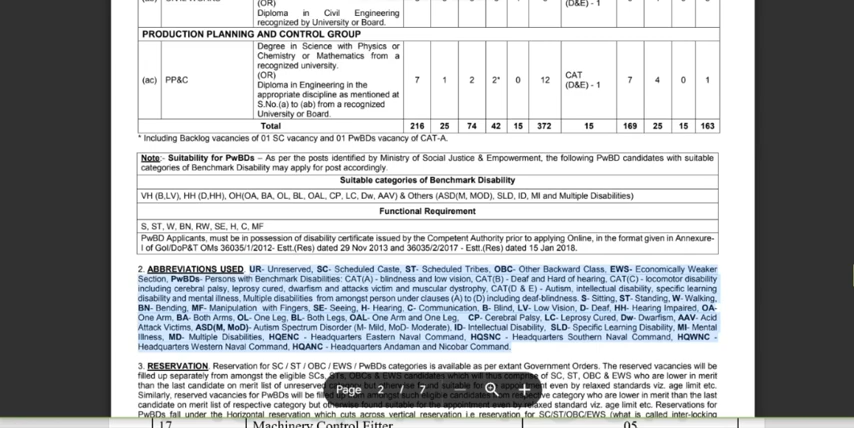 (OR)
Diploma in Civil Engineering recognized by University or Board.
(D&E) - 1
PRODUCTION PLANNING AND CONTROL GROUP
(ac) PP&C
Degree in Science with Physics or
Chemistry or Mathematics from a
recognized university.
(OR)
Diploma in Engineering in the
appropriate discipline as mentioned at
S.No.(a) to (ab) from a recognized
University or Board.
7 1 2 2* 0 12 CAT (D&E) - 1 7 4 0 1
Total 216 25 74 42 15 372 15 169 25 15 163
* Including Backlog vacancies of 01 SC vacancy and 01 PwBDs vacancy of CAT-A.
Note:- Suitability for PwBDs – As per the posts identified by Ministry of Social Justice & Empowerment, the following PwBD candidates with suitable
categories of Benchmark Disability may apply for post accordingly.
Suitable categories of Benchmark Disability
VH (B,LV), HH (D,HH), OH(OA, BA, OL, BL, OAL, CP, LC, Dw, AAV) & Others (ASD(M, MOD), SLD, ID, MI and Multiple Disabilities)
Functional Requirement
S, ST, W, BN, RW, SE, H, C, MF
PwBD Applicants, must be in possession of disability certificate issued by the Competent Authority prior to applying Online, in the format given in Annexure-
I of GoI/DoP&T OMs 36035/1/2012- Estt.(Res) dated 29 Nov 2013 and 36035/2/2017 - Estt.(Res) dated 15 Jan 2018.
2. ABBREVIATIONS USED. UR- Unreserved, SC- Scheduled Caste, ST- Scheduled Tribes, OBC- Other Backward Class, EWS- Economically Weaker
Section, PwBDs- Persons with Benchmark Disabilities: CAT(A) - blindness and low vision, CAT(B) - Deaf and Hard of hearing, CAT(C) - locomotor disability
including cerebral palsy, leprosy cured, dwarfism and attacks victim and muscular dystrophy, CAT(D & E) - Autism, intellectual disability, specific learning
disability and mental illness, Multiple disabilities from amongst person under clauses (A) to (D) including deaf-blindness. S- Sitting, ST- Standing, W- Walking,
BN- Bending, MF- Manipulation with Fingers, SE- Seeing, H- Hearing, C- Communication, B- Blind, LV- Low Vision, D- Deaf, HH- Hearing Impaired, OA-
One Arm, BA- Both Arms, OL- One Leg, BL- Both Legs, OAL- One Arm and One Leg, CP- Cerebral Palsy, LC- Leprosy Cured, Dw- Dwarfism, AAV- Acid
Attack Victims, ASD(M, MoD)- Autism Spectrum Disorder (M- Mild, MoD- Moderate), ID- Intellectual Disability, SLD- Specific Learning Disability, MI- Mental
Illness, MD- Multiple Disabilities, HQENC - Headquarters Eastern Naval Command, HQSNC - Headquarters Southern Naval Command, HQWNC -
Headquarters Western Naval Command, HQANC - Headquarters Andaman and Nicobar Command.
3. RESERVATION. Reservation for SC / ST / OBC / EWS / PwBDs categories is available as per extant Government Orders. The reserved vacancies will be
filled up separately from amongst the eligible SCs, STs, OBCs & EWS candidates which will thus comprise of SC, ST, OBC & EWS who are lower in merit
than the last candidate on merit list of unreserved even by relaxed standards viz. age limit etc.
Similarly, reserved vacancies for PwBDs will be filled up from amongst such eligible candidates who are lower in merit than the last
candidate on merit list of respective category but otherwise found suitable for the appointment even by relaxed standard viz. age limit etc. Reservations for
PwBDs fall under the Horizontal reservation which cuts across vertical reservation i.e reservation for SC/ST/OBC/EWS (what is called inter-locking
Page 2 / 7
17 Machinery Control Fitter 05